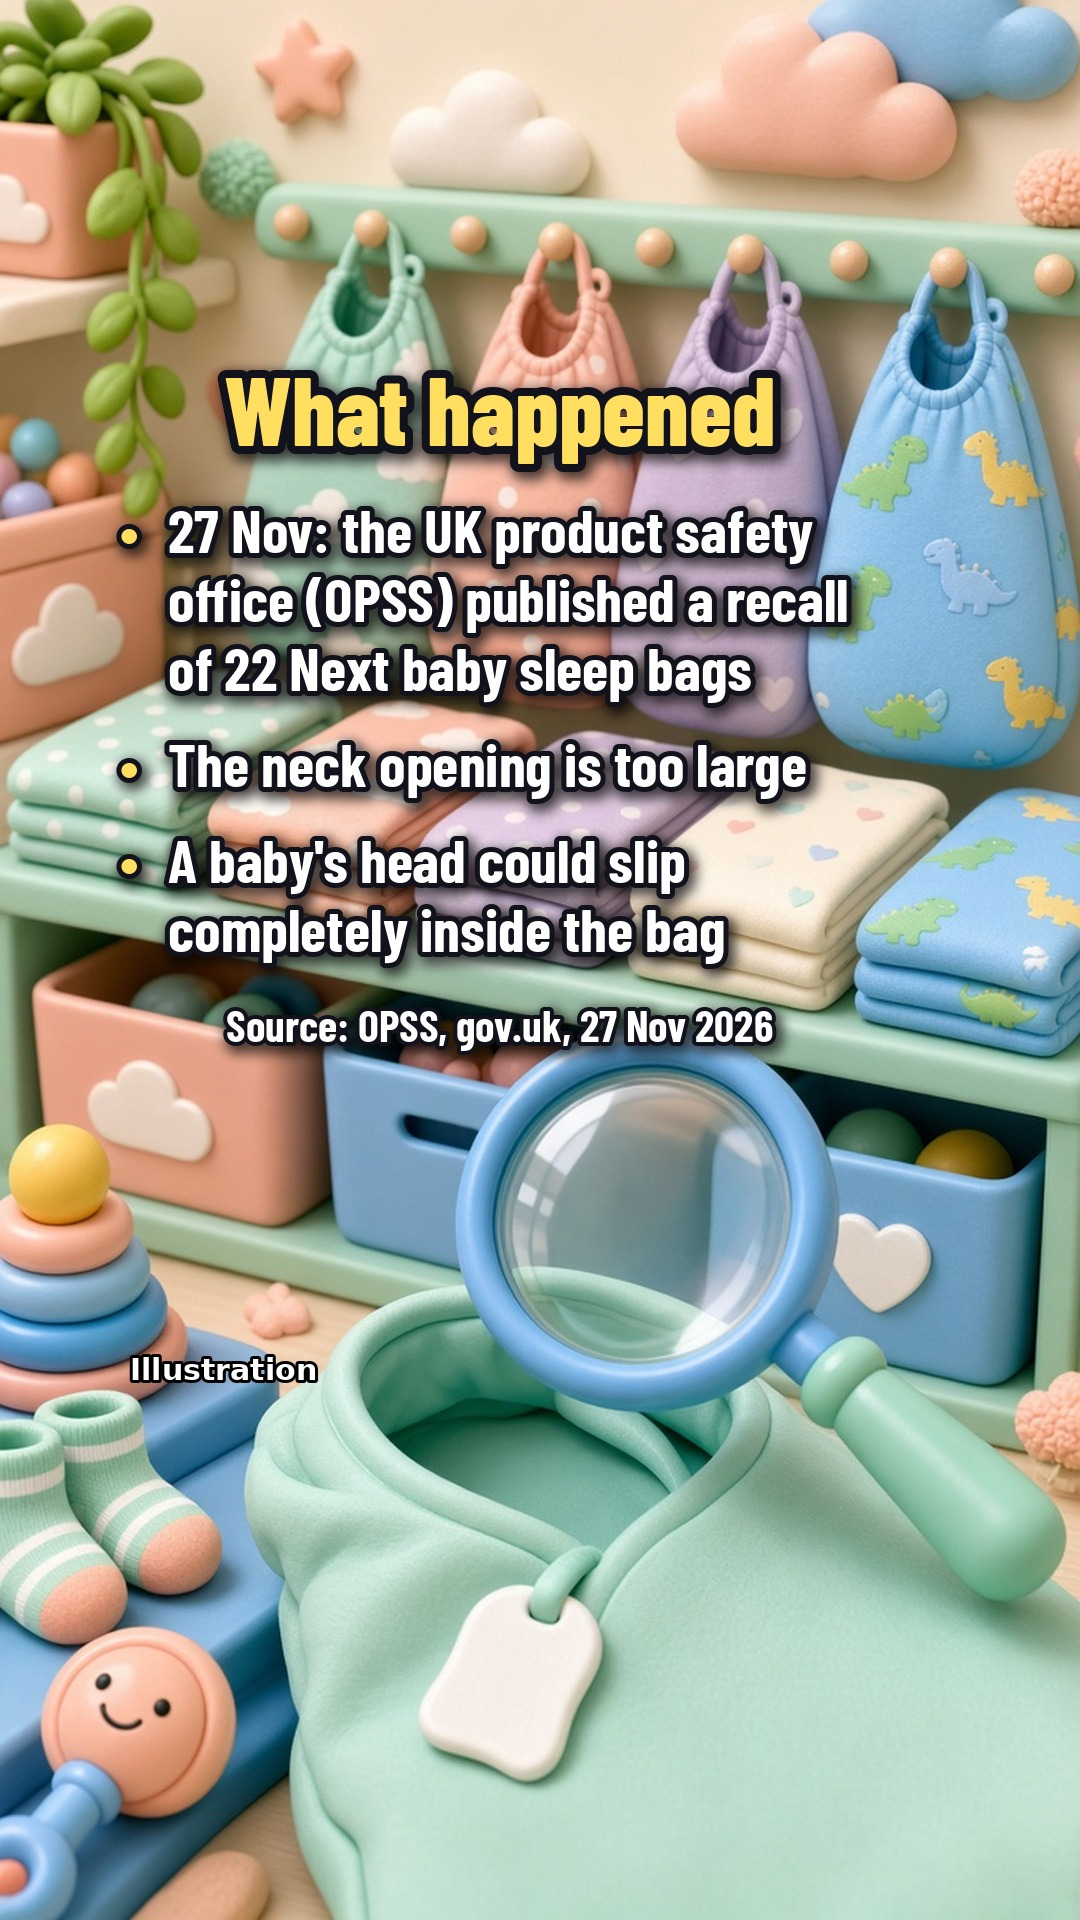 What happened
• 27 Nov: the UK product safety
office (OPSS) published a recall
of 22 Next baby sleep bags
• The neck opening is too large
• A baby's head could slip
completely inside the bag
Source: OPSS, gov.uk, 27 Nov 2026
Illustration